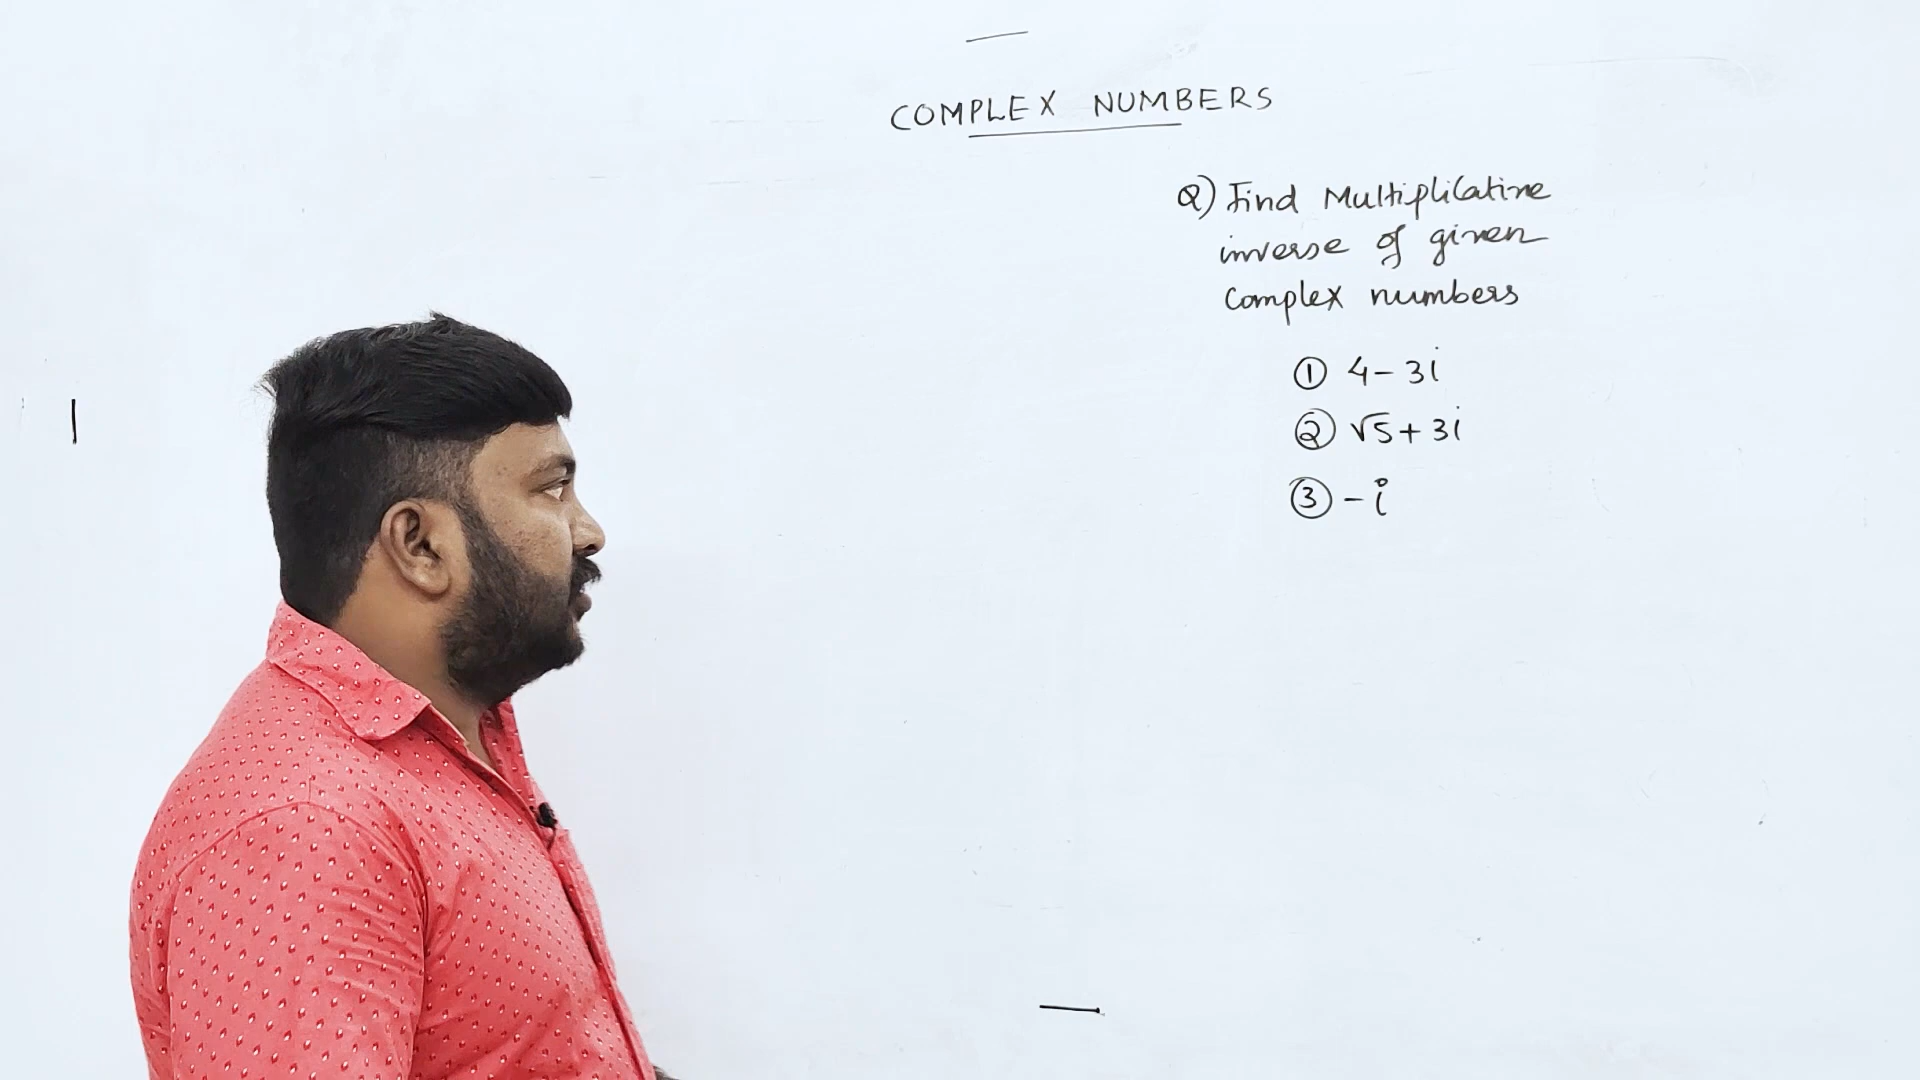 COMPLEX NUMBERS
Q) Find Multiplicative
inverse of given
Complex numbers
① 4 - 3i
② √5 + 3i
③ - i